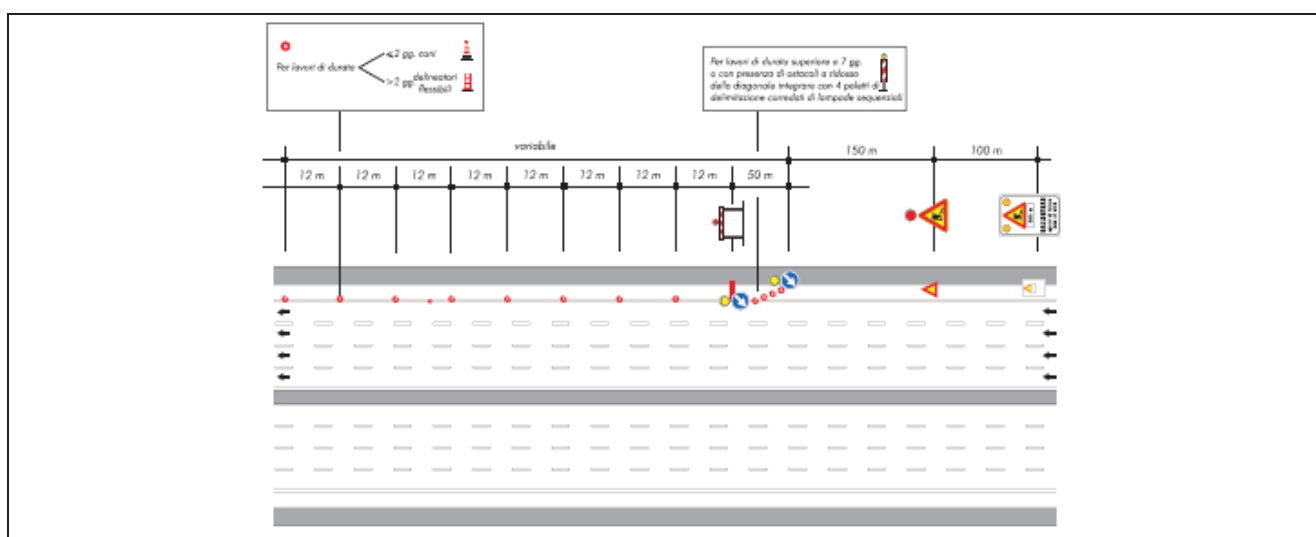 Per lavori di durata
⩽2 gg. coni
>2 gg. delineatori
flessibili
Per lavori di durata superiore a 7 gg.
o con presenza di ostacoli a ridosso
della diagonale integrare con 4 paletti di
delimitazione corredati di lampade sequenziali
variabile
150 m
100 m
12 m
12 m
12 m
12 m
12 m
12 m
12 m
12 m
50 m